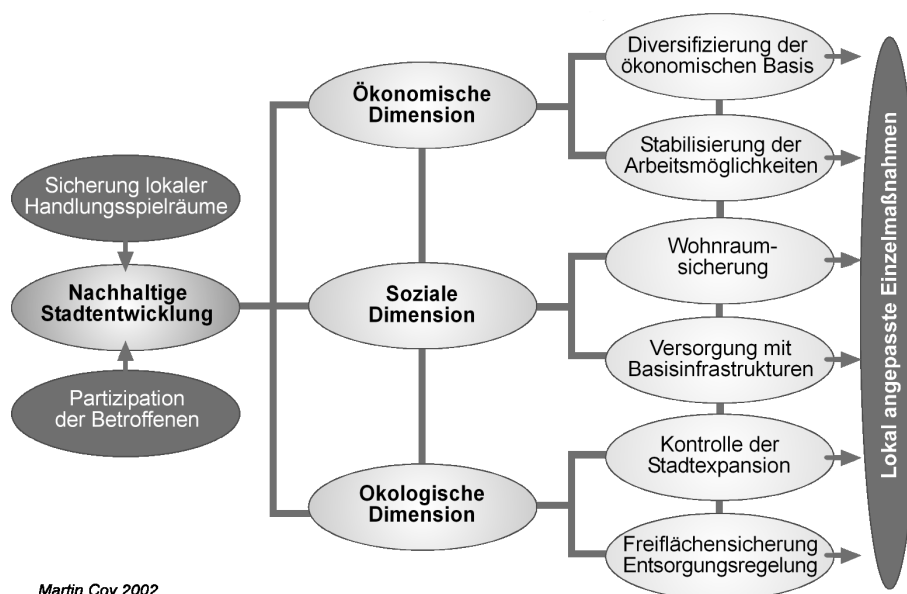 Sicherung lokaler
Handlungsspielräume
Nachhaltige
Stadtentwicklung
Partizipation
der Betroffenen
Ökonomische
Dimension
Soziale
Dimension
Okologische
Dimension
Diversifizierung der
ökonomischen Basis
Stabilisierung der
Arbeitsmöglichkeiten
Wohnraum-
sicherung
Versorgung mit
Basisinfrastrukturen
Kontrolle der
Stadtexpansion
Freiflächensicherung
Entsorgungsregelung
Lokal angepasste Einzelmaßnahmen
Martin Coy 2002